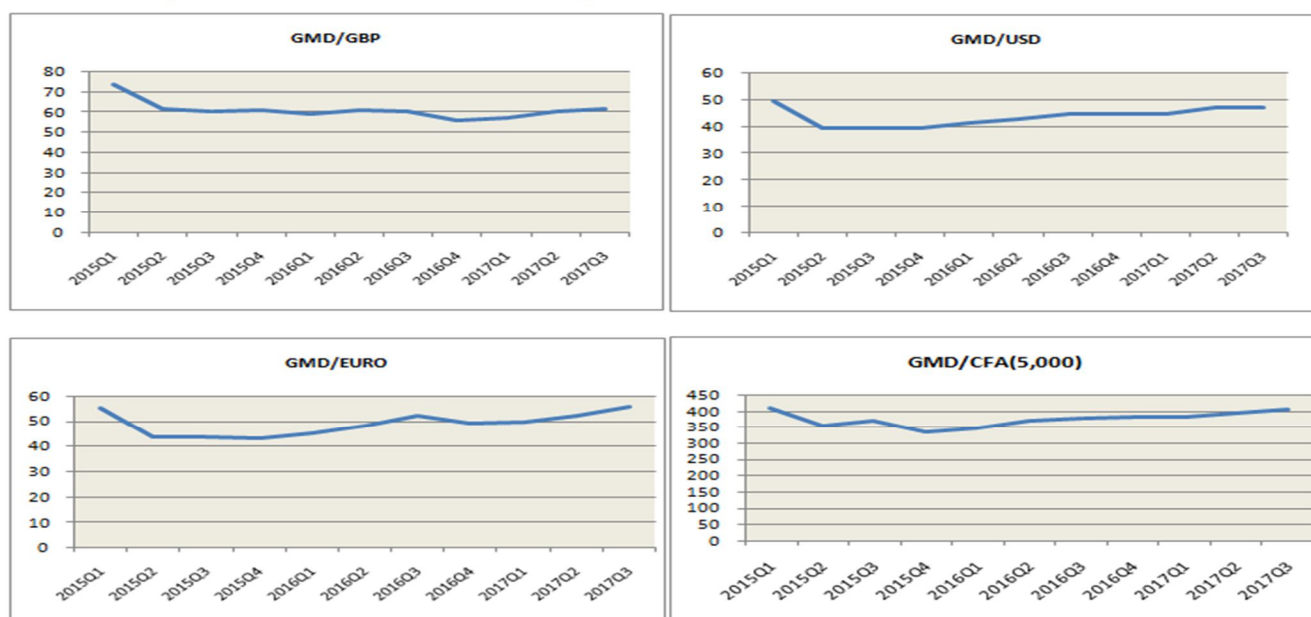 GMD/GBP
80
70
60
50
40
30
20
10
0
2015Q1
2015Q2
2015Q3
2015Q4
2016Q1
2016Q2
2016Q3
2016Q4
2017Q1
2017Q2
2017Q3
GMD/USD
60
50
40
30
20
10
0
2015Q1
2015Q2
2015Q3
2015Q4
2016Q1
2016Q2
2016Q3
2016Q4
2017Q1
2017Q2
2017Q3
GMD/EURO
60
50
40
30
20
10
0
2015Q1
2015Q2
2015Q3
2015Q4
2016Q1
2016Q2
2016Q3
2016Q4
2017Q1
2017Q2
2017Q3
GMD/CFA(5,000)
450
400
350
300
250
200
150
100
50
0
2015Q1
2015Q2
2015Q3
2015Q4
2016Q1
2016Q2
2016Q3
2016Q4
2017Q1
2017Q2
2017Q3